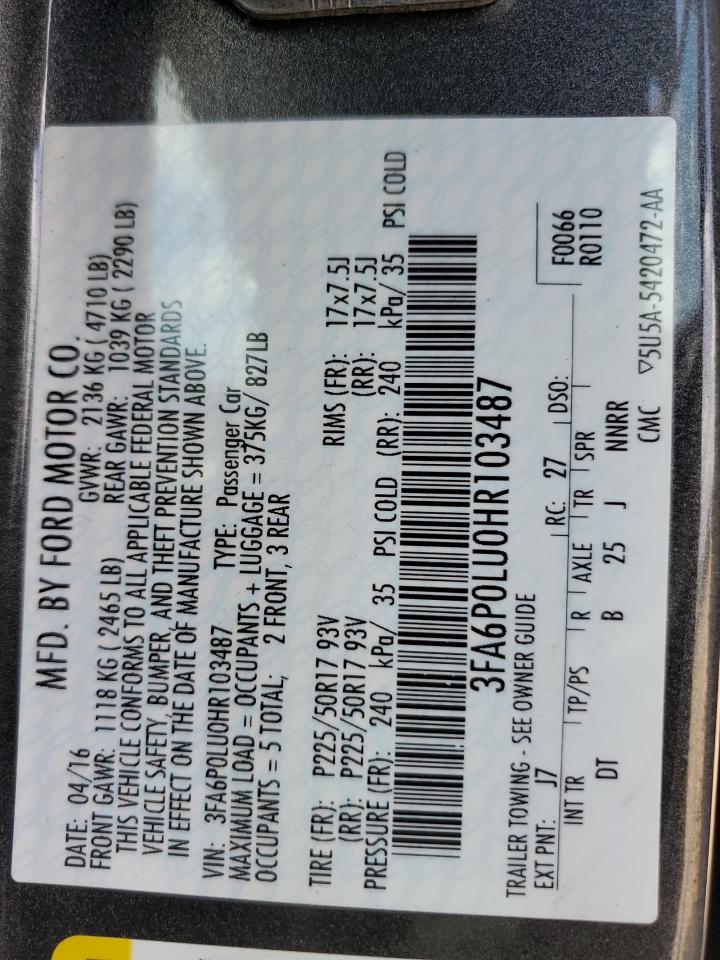 MFD. BY FORD MOTOR CO.
DATE: 04/16 GVWR: 2136 KG ( 4710 LB)
FRONT GAWR: 1118 KG ( 2465 LB) REAR GAWR: 1039 KG ( 2290 LB)
THIS VEHICLE CONFORMS TO ALL APPLICABLE FEDERAL MOTOR
VEHICLE SAFETY, BUMPER, AND THEFT PREVENTION STANDARDS
IN EFFECT ON THE DATE OF MANUFACTURE SHOWN ABOVE.
VIN: 3FA6P0LU0HR103487 TYPE: Passenger Car
MAXIMUM LOAD = OCCUPANTS + LUGGAGE = 375KG/ 827LB
OCCUPANTS = 5 TOTAL; 2 FRONT, 3 REAR
TIRE (FR): P225/50R17 93V RIMS (FR): 17x7.5J
(RR): P225/50R17 93V (RR): 17x7.5J
PRESSURE (FR): 240 kPa/ 35 PSI COLD (RR): 240 kPa/ 35 PSI COLD
3FA6P0LU0HR103487
TRAILER TOWING - SEE OWNER GUIDE
EXT PNT: J7 RC: 27 DSO: F0066
R0110
INT TR TP/PS R AXLE TR SPR
DT B 25 J NNRR
CMC ▽5U5A-5420472-AA